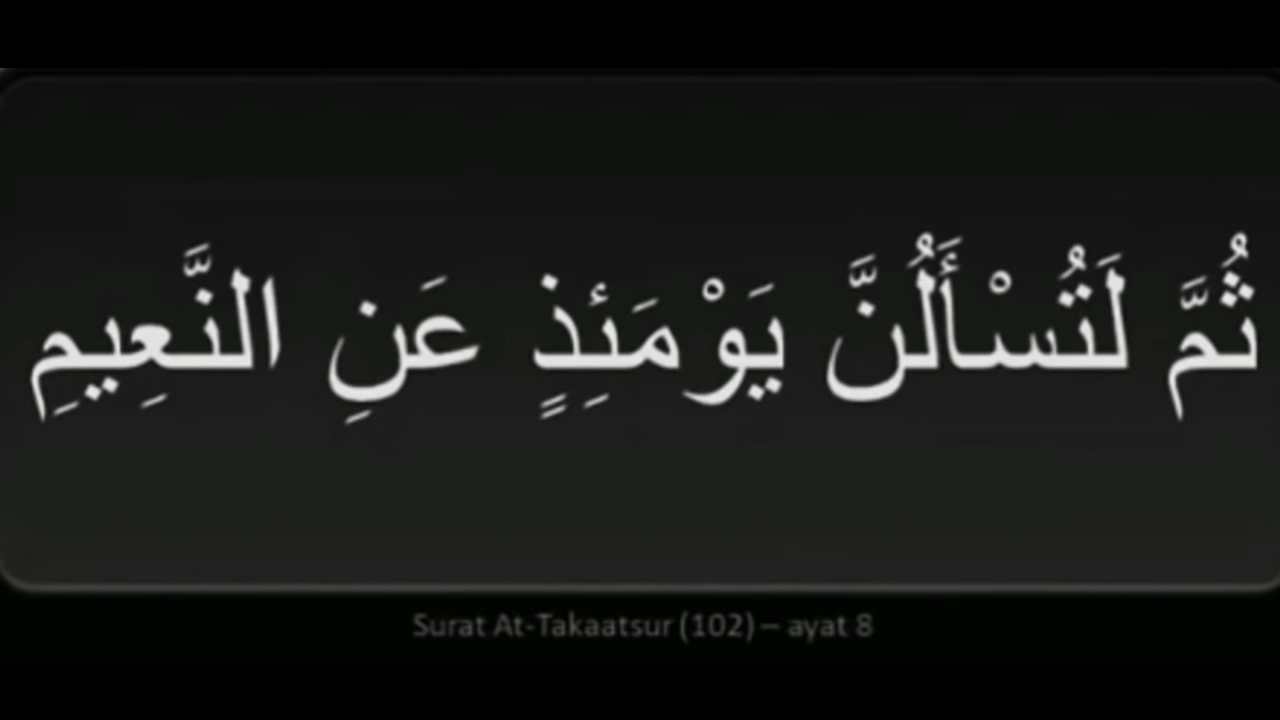 ثُمَّ لَتُسْأَلُنَّ يَوْمَئِذٍ عَنِ النَّعِيمِ
Surat At-Takaatsur (102) – ayat 8